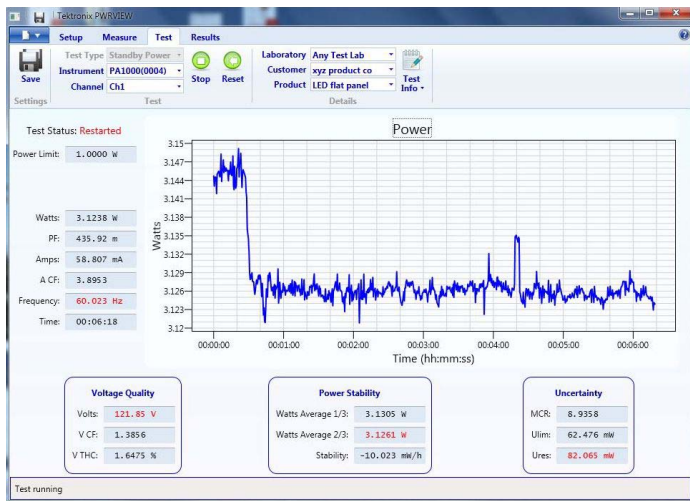 Tektronix PWRVIEW
Setup Measure Test Results
Save
Settings
Test Type Standby Power
Instrument PA1000(0004)
Channel Ch1
Stop Reset
Test
Laboratory Any Test Lab
Customer xyz product co
Product LED flat panel
Test Info
Details
Test Status: Restarted
Power Limit: 1.0000 W
Watts: 3.1238 W
PF: 435.92 m
Amps: 58.807 mA
A CF: 3.8953
Frequency: 60.023 Hz
Time: 00:06:18
Power
Watts
3.15
3.147
3.144
3.141
3.138
3.135
3.132
3.129
3.126
3.123
3.12
00:00:00 00:01:00 00:02:00 00:03:00 00:04:00 00:05:00 00:06:00
Time (hh:mm:ss)
Voltage Quality
Volts: 121.85 V
V CF: 1.3856
V THC: 1.6475 %
Power Stability
Watts Average 1/3: 3.1305 W
Watts Average 2/3: 3.1261 W
Stability: -10.023 mW/h
Uncertainty
MCR: 8.9358
Ulim: 62.476 mW
Ures: 82.065 mW
Test running